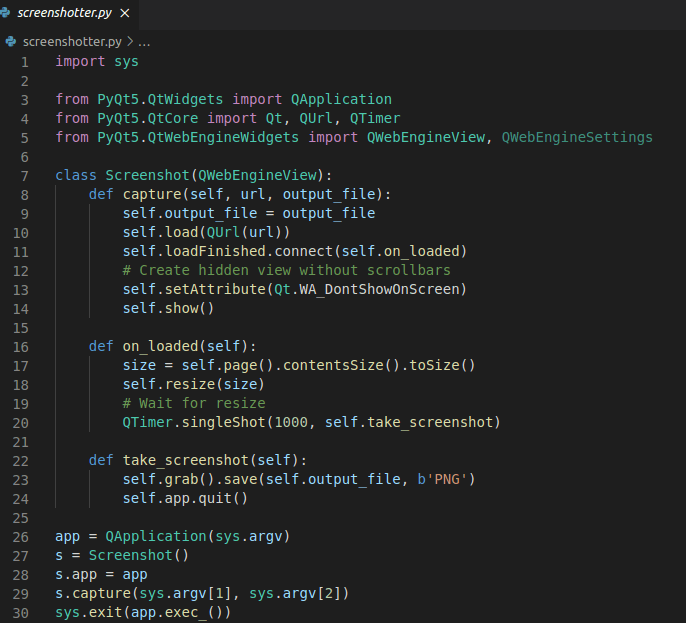 screenshotter.py ×
screenshotter.py > ...
1 import sys
2
3 from PyQt5.QtWidgets import QApplication
4 from PyQt5.QtCore import Qt, QUrl, QTimer
5 from PyQt5.QtWebEngineWidgets import QWebEngineView, QWebEngineSettings
6
7 class Screenshot(QWebEngineView):
8     def capture(self, url, output_file):
9         self.output_file = output_file
10         self.load(QUrl(url))
11         self.loadFinished.connect(self.on_loaded)
12         # Create hidden view without scrollbars
13         self.setAttribute(Qt.WA_DontShowOnScreen)
14         self.show()
15
16     def on_loaded(self):
17         size = self.page().contentsSize().toSize()
18         self.resize(size)
19         # Wait for resize
20         QTimer.singleShot(1000, self.take_screenshot)
21
22     def take_screenshot(self):
23         self.grab().save(self.output_file, b'PNG')
24         self.app.quit()
25
26 app = QApplication(sys.argv)
27 s = Screenshot()
28 s.app = app
29 s.capture(sys.argv[1], sys.argv[2])
30 sys.exit(app.exec_())